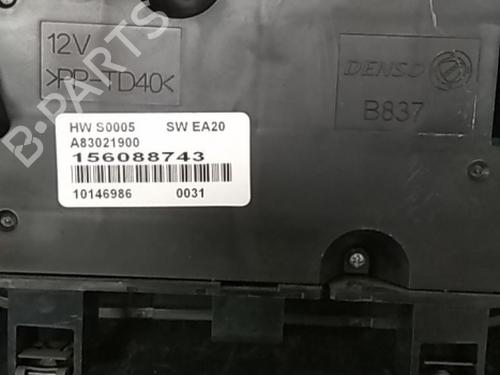 12V
>PP-TD40<
DENSO
B837
HW S0005 SW EA20
A83021900
156088743
10146986 0031
B-PARTS